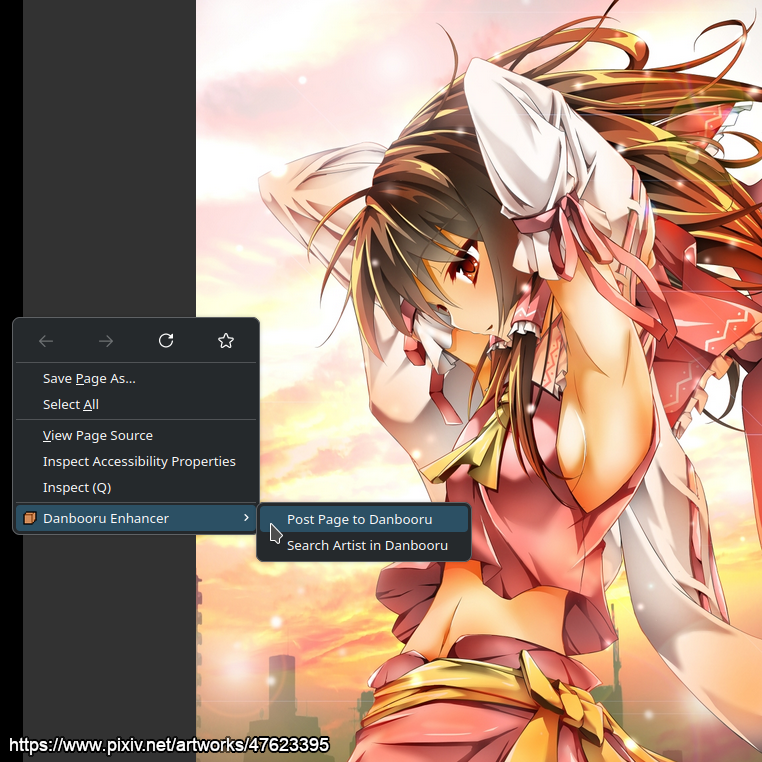 Save Page As...
Select All
View Page Source
Inspect Accessibility Properties
Inspect (Q)
Danbooru Enhancer
Post Page to Danbooru
Search Artist in Danbooru
https://www.pixiv.net/artworks/47623395